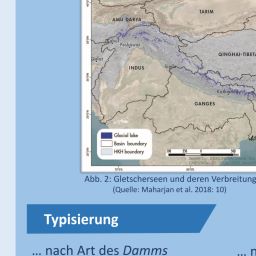 TARIM
AMU DARYA
QINGHAI-TIBET
INDUS
GANGES
Glacial lake
Basin boundary
HKH boundary
Abb. 2: Gletscherseen und deren Verbreitung
(Quelle: Maharjan et al. 2018: 10)
Typisierung
... nach Art des Damms